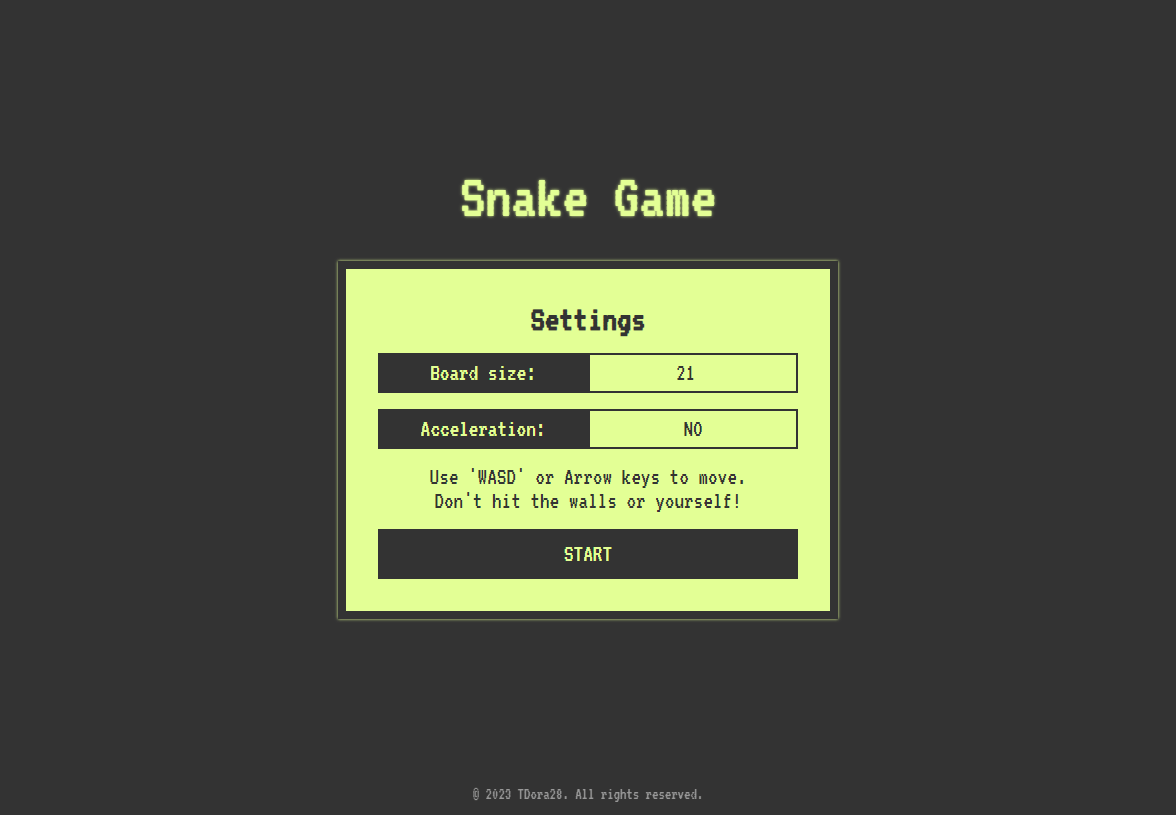 Snake Game
Settings
Board size: 21
Acceleration: NO
Use 'WASD' or Arrow keys to move.
Don't hit the walls or yourself!
START
© 2023 TDora28. All rights reserved.